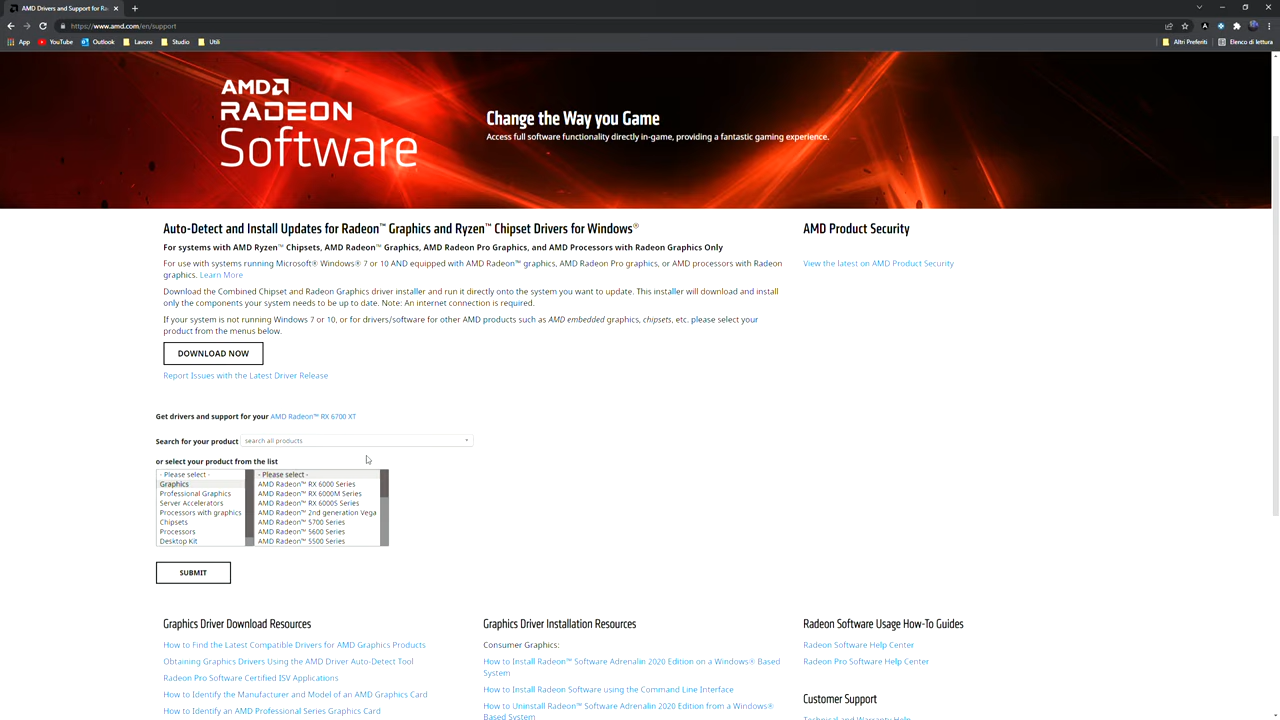 AMD Drivers and Support for Ra
https://www.amd.com/en/support
App
YouTube
Outlook
Lavoro
Studio
Utili
Altri Preferiti
Elenco di lettura
AMD
RADEON
Software
Change the Way you Game
Access full software functionality directly in-game, providing a fantastic gaming experience.
Auto-Detect and Install Updates for Radeon™ Graphics and Ryzen™ Chipset Drivers for Windows®
For systems with AMD Ryzen™ Chipsets, AMD Radeon™ Graphics, AMD Radeon Pro Graphics, and AMD Processors with Radeon Graphics Only
For use with systems running Microsoft® Windows® 7 or 10 AND equipped with AMD Radeon™ graphics, AMD Radeon Pro graphics, or AMD processors with Radeon
graphics. Learn More
Download the Combined Chipset and Radeon Graphics driver installer and run it directly onto the system you want to update. This installer will download and install
only the components your system needs to be up to date. Note: An internet connection is required.
If your system is not running Windows 7 or 10, or for drivers/software for other AMD products such as AMD embedded graphics, chipsets, etc. please select your
product from the menus below.
DOWNLOAD NOW
Report Issues with the Latest Driver Release
AMD Product Security
View the latest on AMD Product Security
Get drivers and support for your AMD Radeon™ RX 6700 XT
Search for your product search all products
or select your product from the list
- Please select -
Graphics
Professional Graphics
Server Accelerators
Processors with graphics
Chipsets
Processors
Desktop Kit
- Please select -
AMD Radeon™ RX 6000 Series
AMD Radeon™ RX 6000M Series
AMD Radeon™ RX 6000S Series
AMD Radeon™ 2nd generation Vega
AMD Radeon™ 5700 Series
AMD Radeon™ 5600 Series
AMD Radeon™ 5500 Series
SUBMIT
Graphics Driver Download Resources
How to Find the Latest Compatible Drivers for AMD Graphics Products
Obtaining Graphics Drivers Using the AMD Driver Auto-Detect Tool
Radeon Pro Software Certified ISV Applications
How to Identify the Manufacturer and Model of an AMD Graphics Card
How to Identify an AMD Professional Series Graphics Card
Graphics Driver Installation Resources
Consumer Graphics:
How to Install Radeon™ Software Adrenalin 2020 Edition on a Windows® Based
System
How to Install Radeon Software using the Command Line Interface
How to Uninstall Radeon™ Software Adrenalin 2020 Edition from a Windows®
Based System
Radeon Software Usage How-To Guides
Radeon Software Help Center
Radeon Pro Software Help Center
Customer Support
Technical and Warranty Help